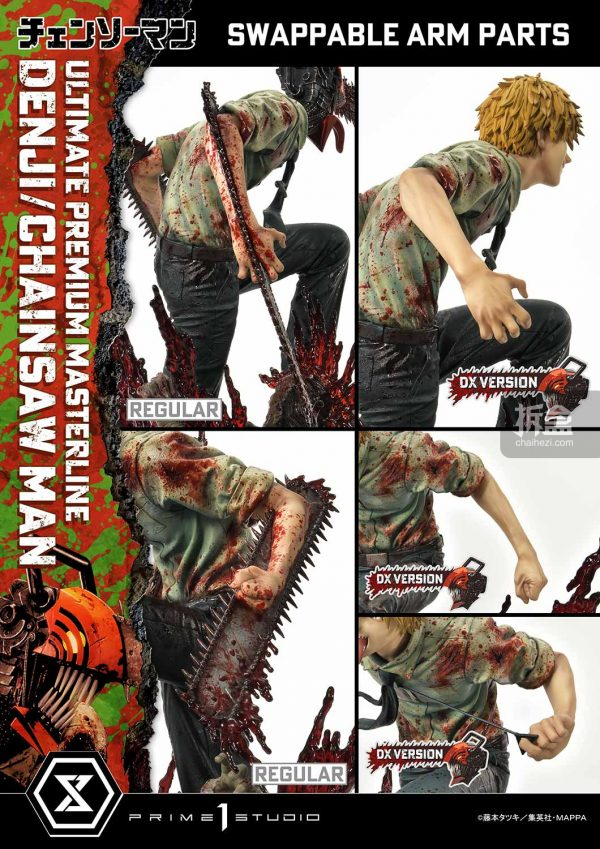 チェンソーマン
SWAPPABLE ARM PARTS
ULTIMATE PREMIUM MASTERLINE
DENJI/CHAINSAW MAN
REGULAR
DX VERSION
拆盒
chaihezi.com
REGULAR
DX VERSION
DX VERSION
PRIME 1 STUDIO
©藤本タツキ/集英社・MAPPA